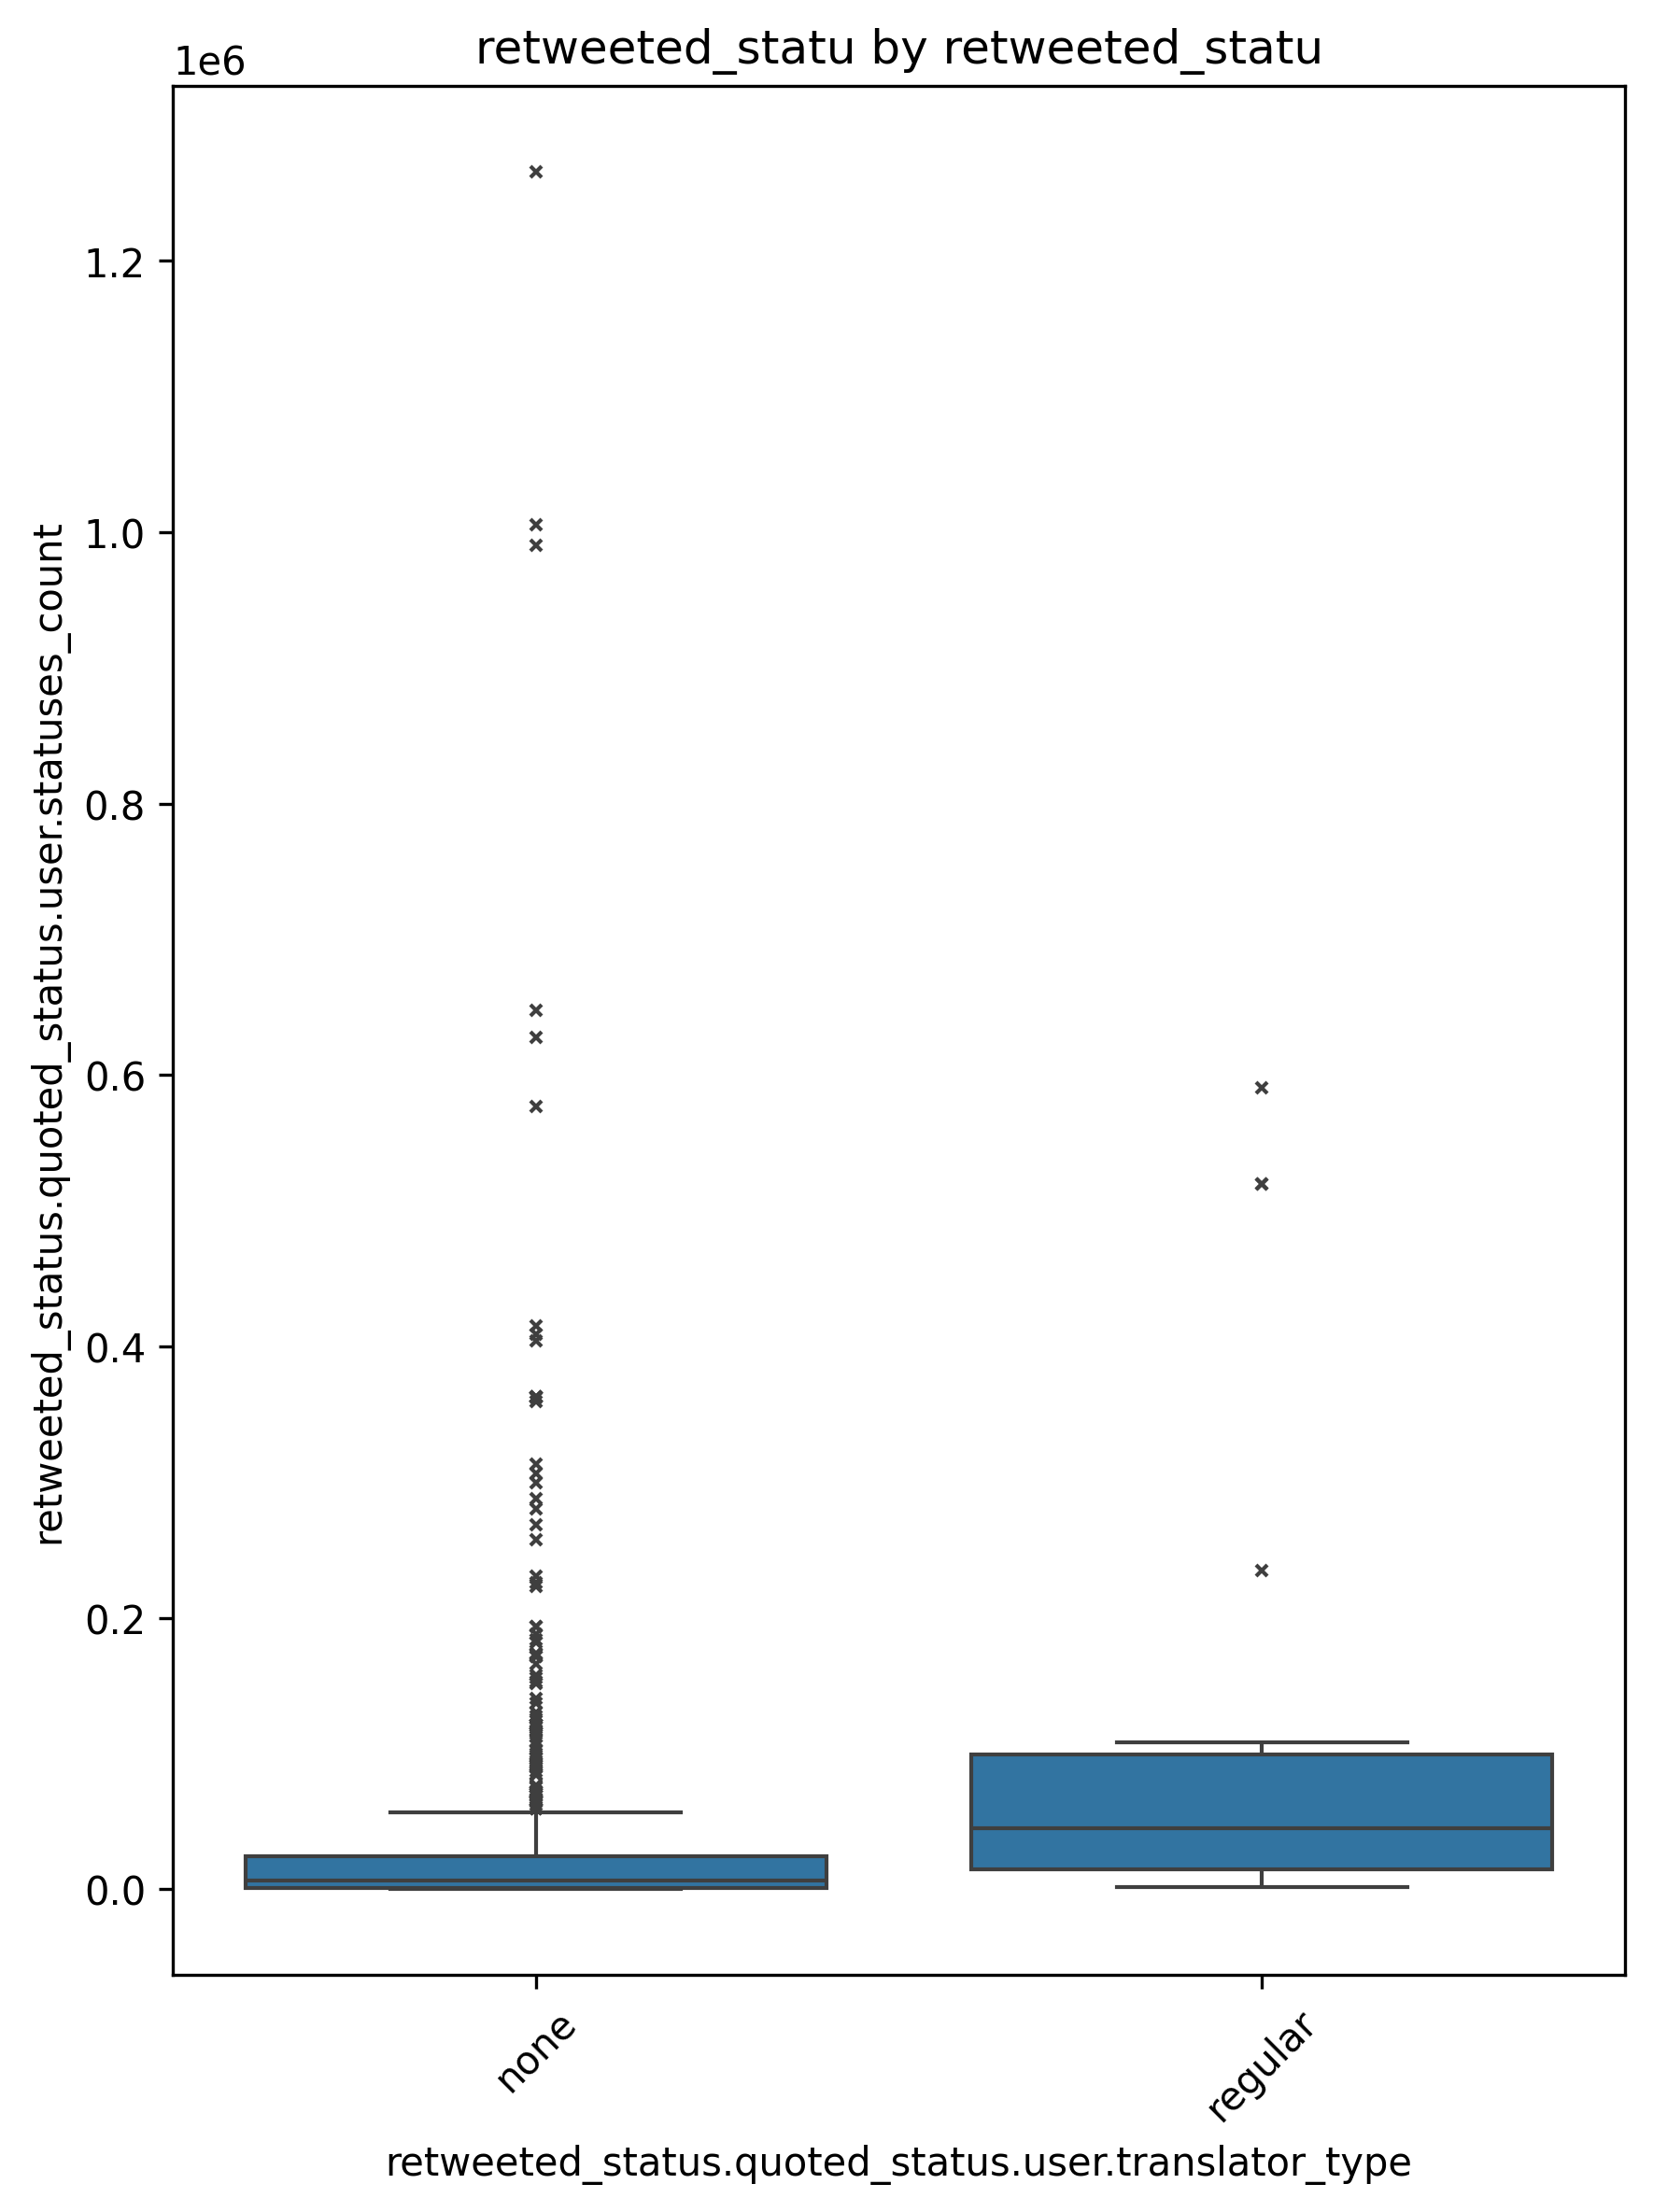 retweeted_statu by retweeted_statu
1e6
1.2
1.0
0.8
0.6
0.4
0.2
0.0
retweeted_status.quoted_status.user.statuses_count
none
regular
retweeted_status.quoted_status.user.translator_type